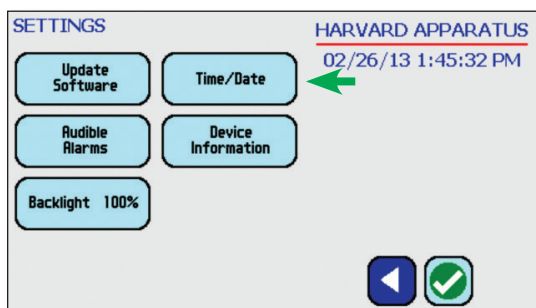 SETTINGS
HARVARD APPARATUS
02/26/13 1:45:32 PM
Update
Software
Time/Date
Audible
Alarms
Device
Information
Backlight 100%